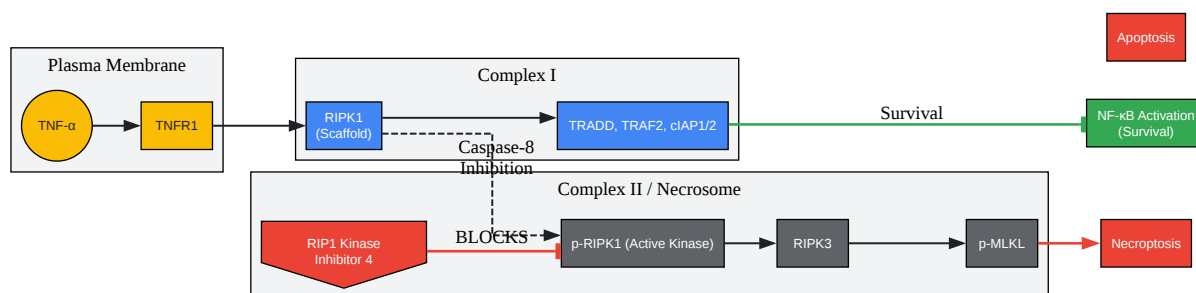 Plasma Membrane
TNF-α
TNFR1
Complex I
RIPK1
(Scaffold)
TRADD, TRAF2, cIAP1/2
Survival
Apoptosis
NF-κB Activation
(Survival)
Caspase-8
Inhibition
Complex II / Necrosome
RIP1 Kinase
Inhibitor 4
BLOCKS
p-RIPK1 (Active Kinase)
RIPK3
p-MLKL
Necroptosis